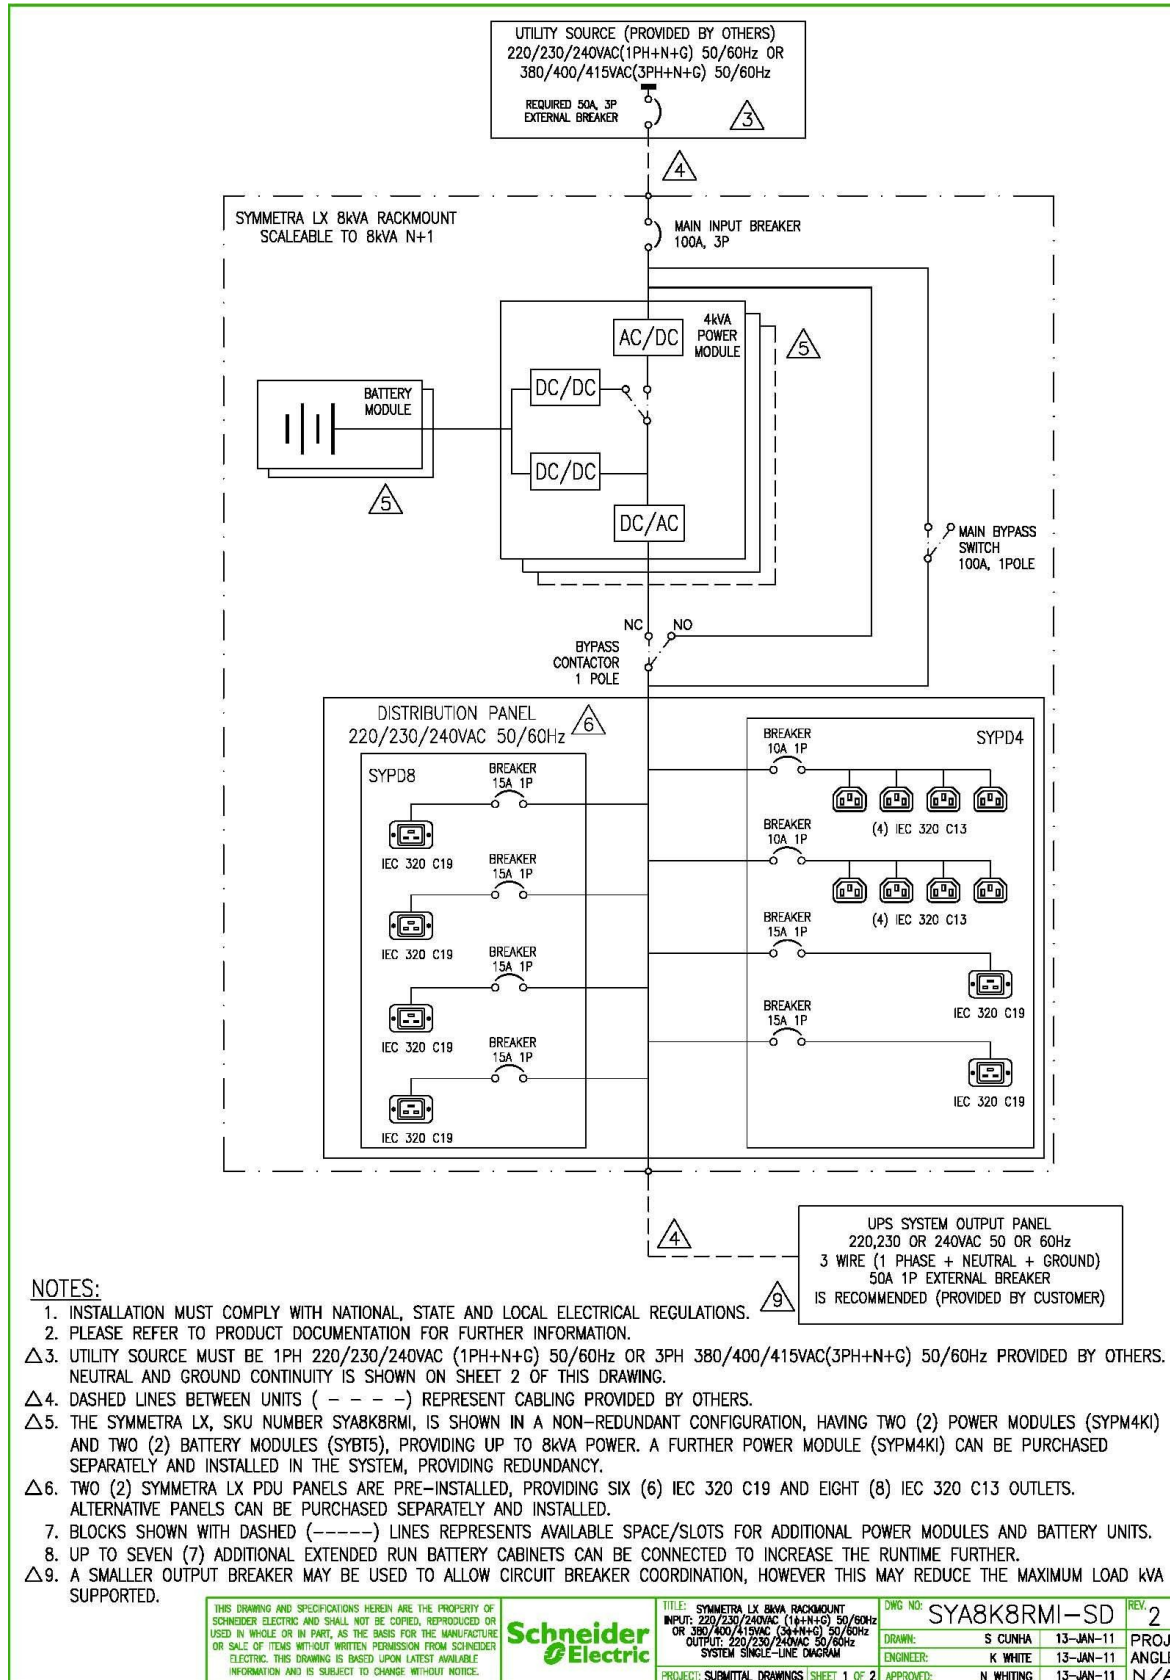 UTILITY SOURCE (PROVIDED BY OTHERS)
220/230/240VAC(1PH+N+G) 50/60Hz OR
380/400/415VAC(3PH+N+G) 50/60Hz
REQUIRED 50A, 3P
EXTERNAL BREAKER
3
4
SYMMETRA LX 8kVA RACKMOUNT
SCALEABLE TO 8kVA N+1
MAIN INPUT BREAKER
100A, 3P
4kVA
POWER
MODULE
AC/DC
5
BATTERY
MODULE
DC/DC
DC/DC
5
DC/AC
MAIN BYPASS
SWITCH
100A, 1POLE
NC
NO
BYPASS
CONTACTOR
1 POLE
DISTRIBUTION PANEL
220/230/240VAC 50/60Hz
6
SYPD8
BREAKER
15A 1P
IEC 320 C19
BREAKER
15A 1P
IEC 320 C19
BREAKER
15A 1P
IEC 320 C19
BREAKER
15A 1P
IEC 320 C19
SYPD4
BREAKER
10A 1P
(4) IEC 320 C13
BREAKER
10A 1P
(4) IEC 320 C13
BREAKER
15A 1P
IEC 320 C19
BREAKER
15A 1P
IEC 320 C19
4
UPS SYSTEM OUTPUT PANEL
220,230 OR 240VAC 50 OR 60Hz
3 WIRE (1 PHASE + NEUTRAL + GROUND)
50A 1P EXTERNAL BREAKER
IS RECOMMENDED (PROVIDED BY CUSTOMER)
9
NOTES:
1. INSTALLATION MUST COMPLY WITH NATIONAL, STATE AND LOCAL ELECTRICAL REGULATIONS.
2. PLEASE REFER TO PRODUCT DOCUMENTATION FOR FURTHER INFORMATION.
△3. UTILITY SOURCE MUST BE 1PH 220/230/240VAC (1PH+N+G) 50/60Hz OR 3PH 380/400/415VAC(3PH+N+G) 50/60Hz PROVIDED BY OTHERS.
NEUTRAL AND GROUND CONTINUITY IS SHOWN ON SHEET 2 OF THIS DRAWING.
△4. DASHED LINES BETWEEN UNITS ( – – – –) REPRESENT CABLING PROVIDED BY OTHERS.
△5. THE SYMMETRA LX, SKU NUMBER SYA8K8RMI, IS SHOWN IN A NON-REDUNDANT CONFIGURATION, HAVING TWO (2) POWER MODULES (SYPM4KI)
AND TWO (2) BATTERY MODULES (SYBT5), PROVIDING UP TO 8kVA POWER. A FURTHER POWER MODULE (SYPM4KI) CAN BE PURCHASED
SEPARATELY AND INSTALLED IN THE SYSTEM, PROVIDING REDUNDANCY.
△6. TWO (2) SYMMETRA LX PDU PANELS ARE PRE-INSTALLED, PROVIDING SIX (6) IEC 320 C19 AND EIGHT (8) IEC 320 C13 OUTLETS.
ALTERNATIVE PANELS CAN BE PURCHASED SEPARATELY AND INSTALLED.
7. BLOCKS SHOWN WITH DASHED (-----) LINES REPRESENTS AVAILABLE SPACE/SLOTS FOR ADDITIONAL POWER MODULES AND BATTERY UNITS.
8. UP TO SEVEN (7) ADDITIONAL EXTENDED RUN BATTERY CABINETS CAN BE CONNECTED TO INCREASE THE RUNTIME FURTHER.
△9. A SMALLER OUTPUT BREAKER MAY BE USED TO ALLOW CIRCUIT BREAKER COORDINATION, HOWEVER THIS MAY REDUCE THE MAXIMUM LOAD kVA
SUPPORTED.
THIS DRAWING AND SPECIFICATIONS HEREIN ARE THE PROPERTY OF
SCHNEIDER ELECTRIC AND SHALL NOT BE COPIED, REPRODUCED OR
USED IN WHOLE OR IN PART, AS THE BASIS FOR THE MANUFACTURE
OR SALE OF ITEMS WITHOUT WRITTEN PERMISSION FROM SCHNEIDER
ELECTRIC. THIS DRAWING IS BASED UPON LATEST AVAILABLE
INFORMATION AND IS SUBJECT TO CHANGE WITHOUT NOTICE.
Schneider
Electric
TITLE: SYMMETRA LX 8kVA RACKMOUNT
INPUT: 220/230/240VAC (1ϕ+N+G) 50/60Hz
OR 380/400/415VAC (3ϕ+N+G) 50/60Hz
OUTPUT: 220/230/240VAC 50/60Hz
SYSTEM SINGLE-LINE DIAGRAM
PROJECT: SUBMITTAL DRAWINGS SHEET 1 OF 2
DWG NO: SYA8K8RMI-SD
REV. 2
DRAWN: S CUNHA 13-JAN-11
ENGINEER: K WHITE 13-JAN-11
APPROVED: N WHITING 13-JAN-11